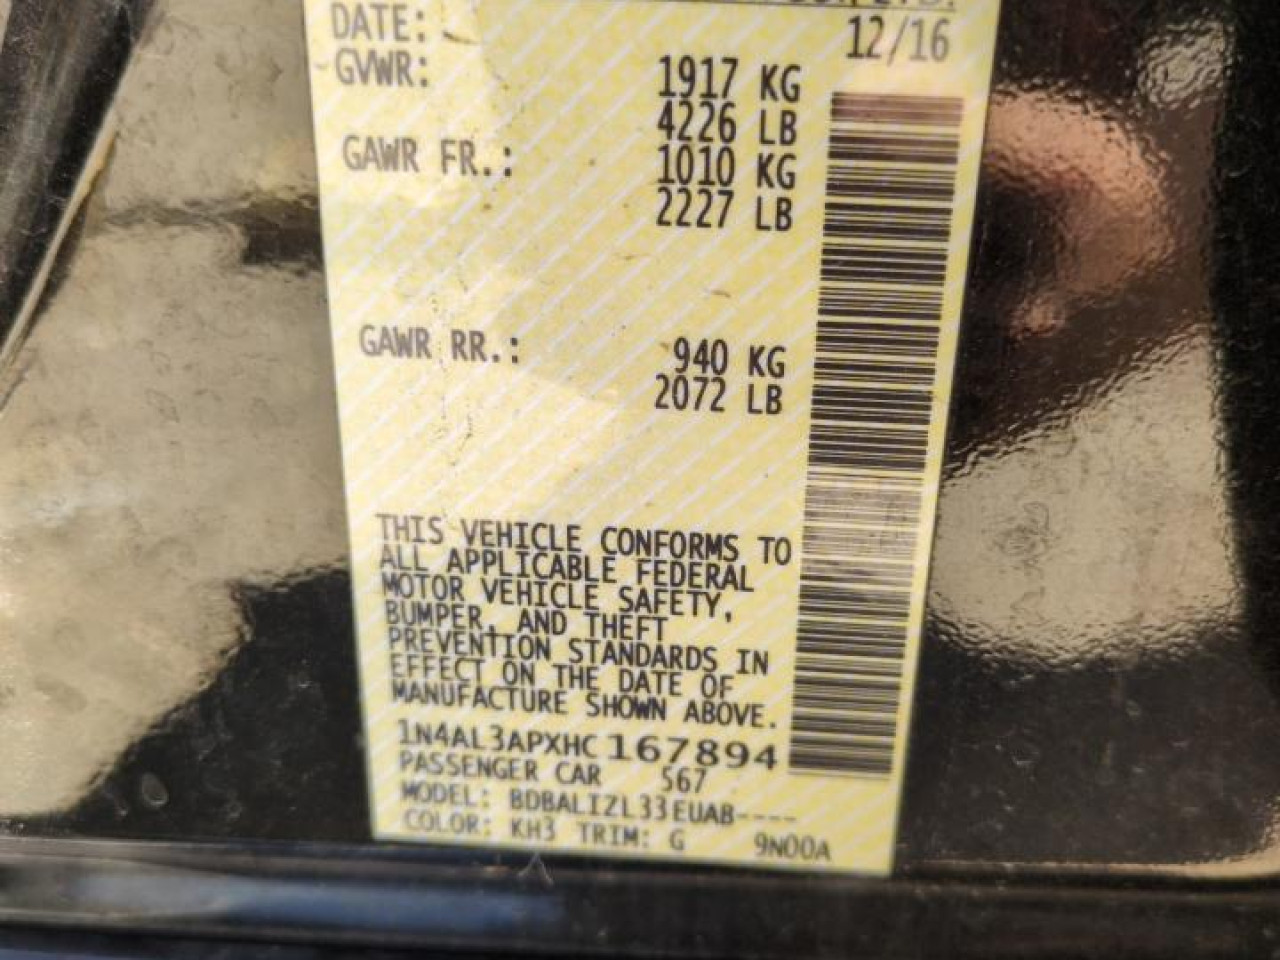 DATE: 12/16
GVWR: 1917 KG
4226 LB
GAWR FR.: 1010 KG
2227 LB
GAWR RR.: 940 KG
2072 LB
THIS VEHICLE CONFORMS TO
ALL APPLICABLE FEDERAL
MOTOR VEHICLE SAFETY,
BUMPER, AND THEFT
PREVENTION STANDARDS IN
EFFECT ON THE DATE OF
MANUFACTURE SHOWN ABOVE.
1N4AL3APXHC167894
PASSENGER CAR 567
MODEL: BDBALIZL33EUAB----
COLOR: KH3 TRIM: G 9N00A